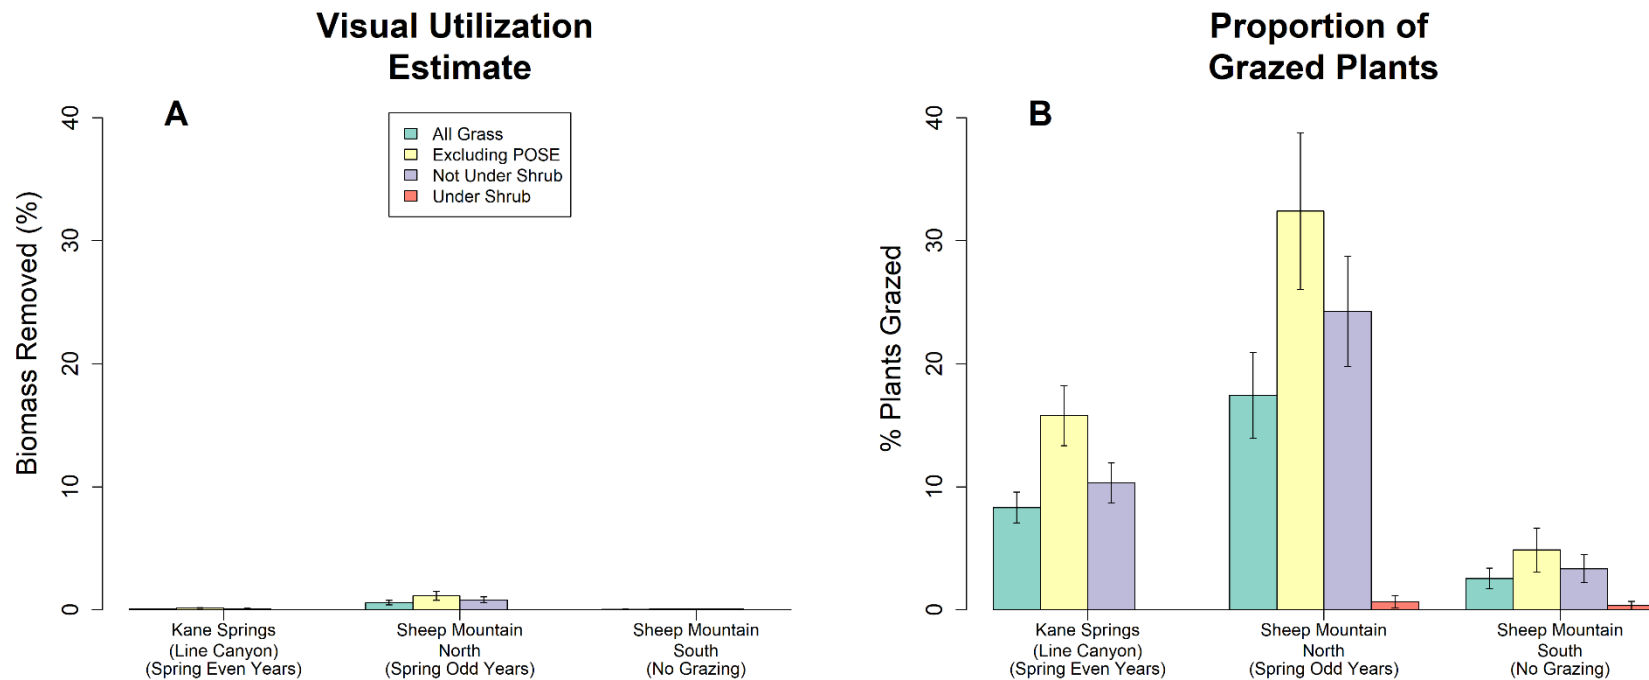 Visual Utilization
Estimate
A
All Grass
Excluding POSE
Not Under Shrub
Under Shrub
Biomass Removed (%)
40
30
20
10
0
Kane Springs
(Line Canyon)
(Spring Even Years)
Sheep Mountain
North
(Spring Odd Years)
Sheep Mountain
South
(No Grazing)
Proportion of
Grazed Plants
B
% Plants Grazed
40
30
20
10
0
Kane Springs
(Line Canyon)
(Spring Even Years)
Sheep Mountain
North
(Spring Odd Years)
Sheep Mountain
South
(No Grazing)